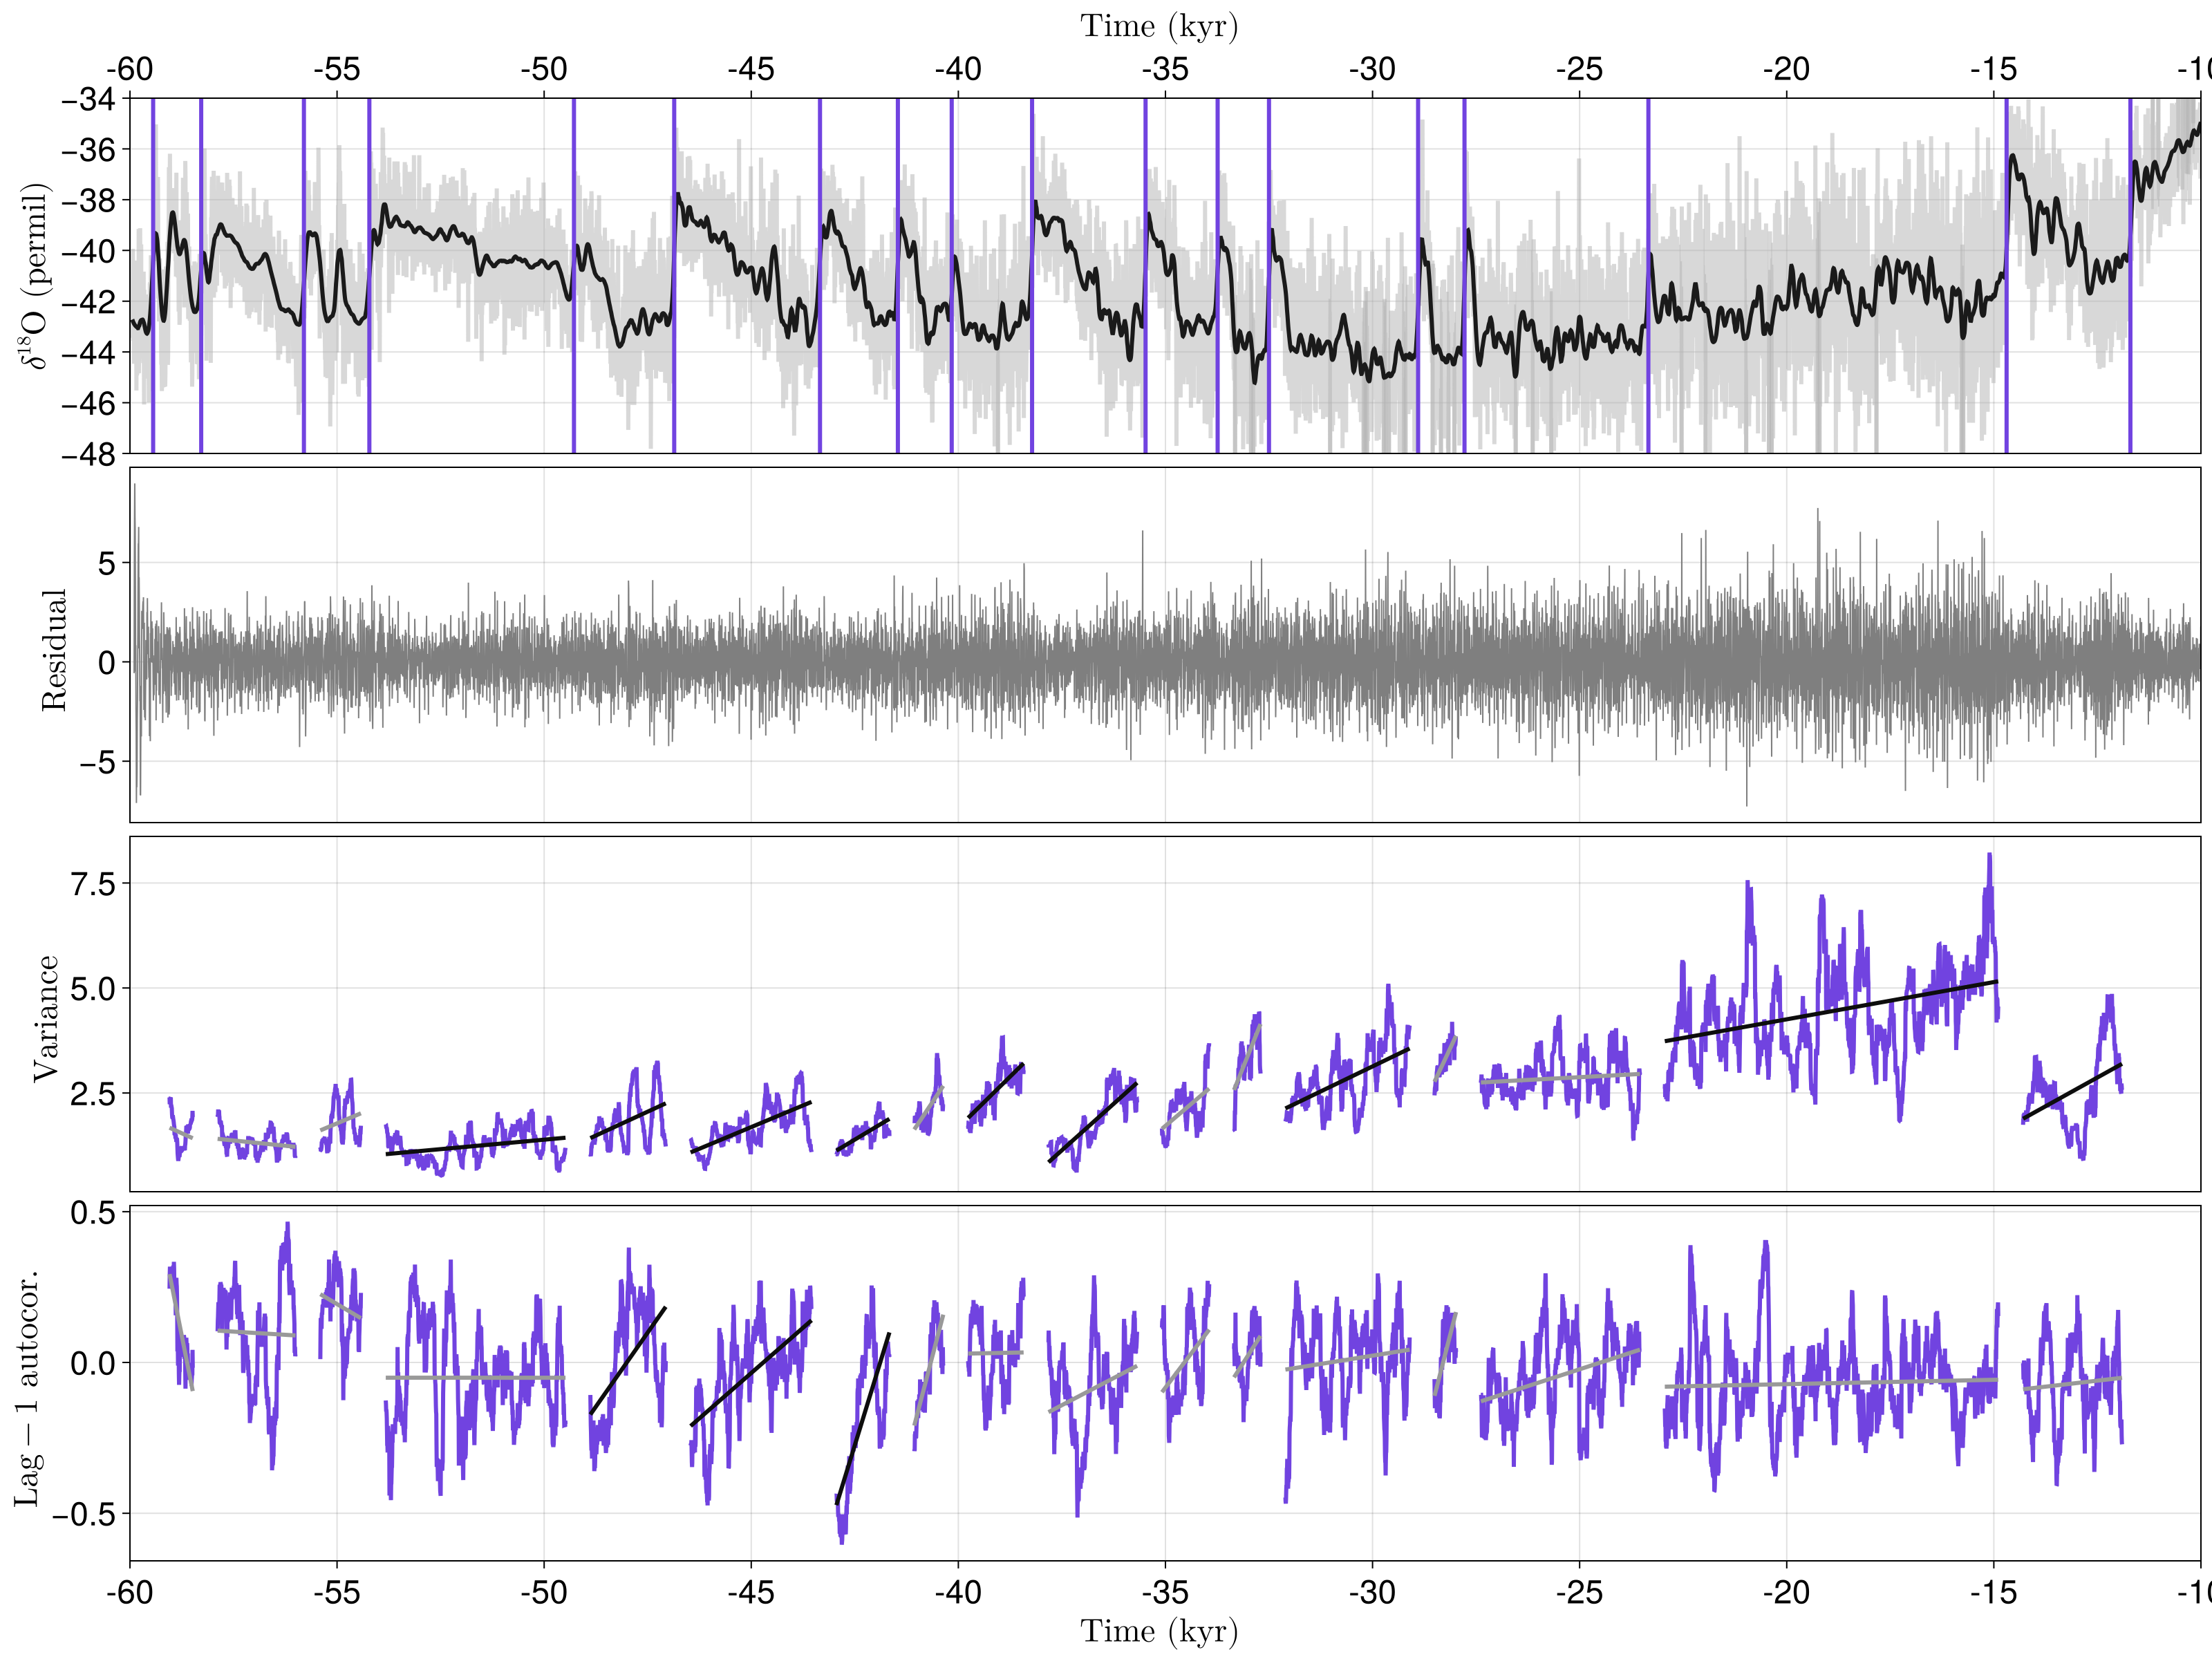 Time (kyr)
-60 -55 -50 -45 -40 -35 -30 -25 -20 -15 -10
−34
−36
−38
−40
−42
−44
−46
−48
δ¹⁸O (permil)
5
0
−5
Residual
7.5
5.0
2.5
Variance
0.5
0.0
−0.5
Lag − 1 autocor.
-60 -55 -50 -45 -40 -35 -30 -25 -20 -15 -10
Time (kyr)